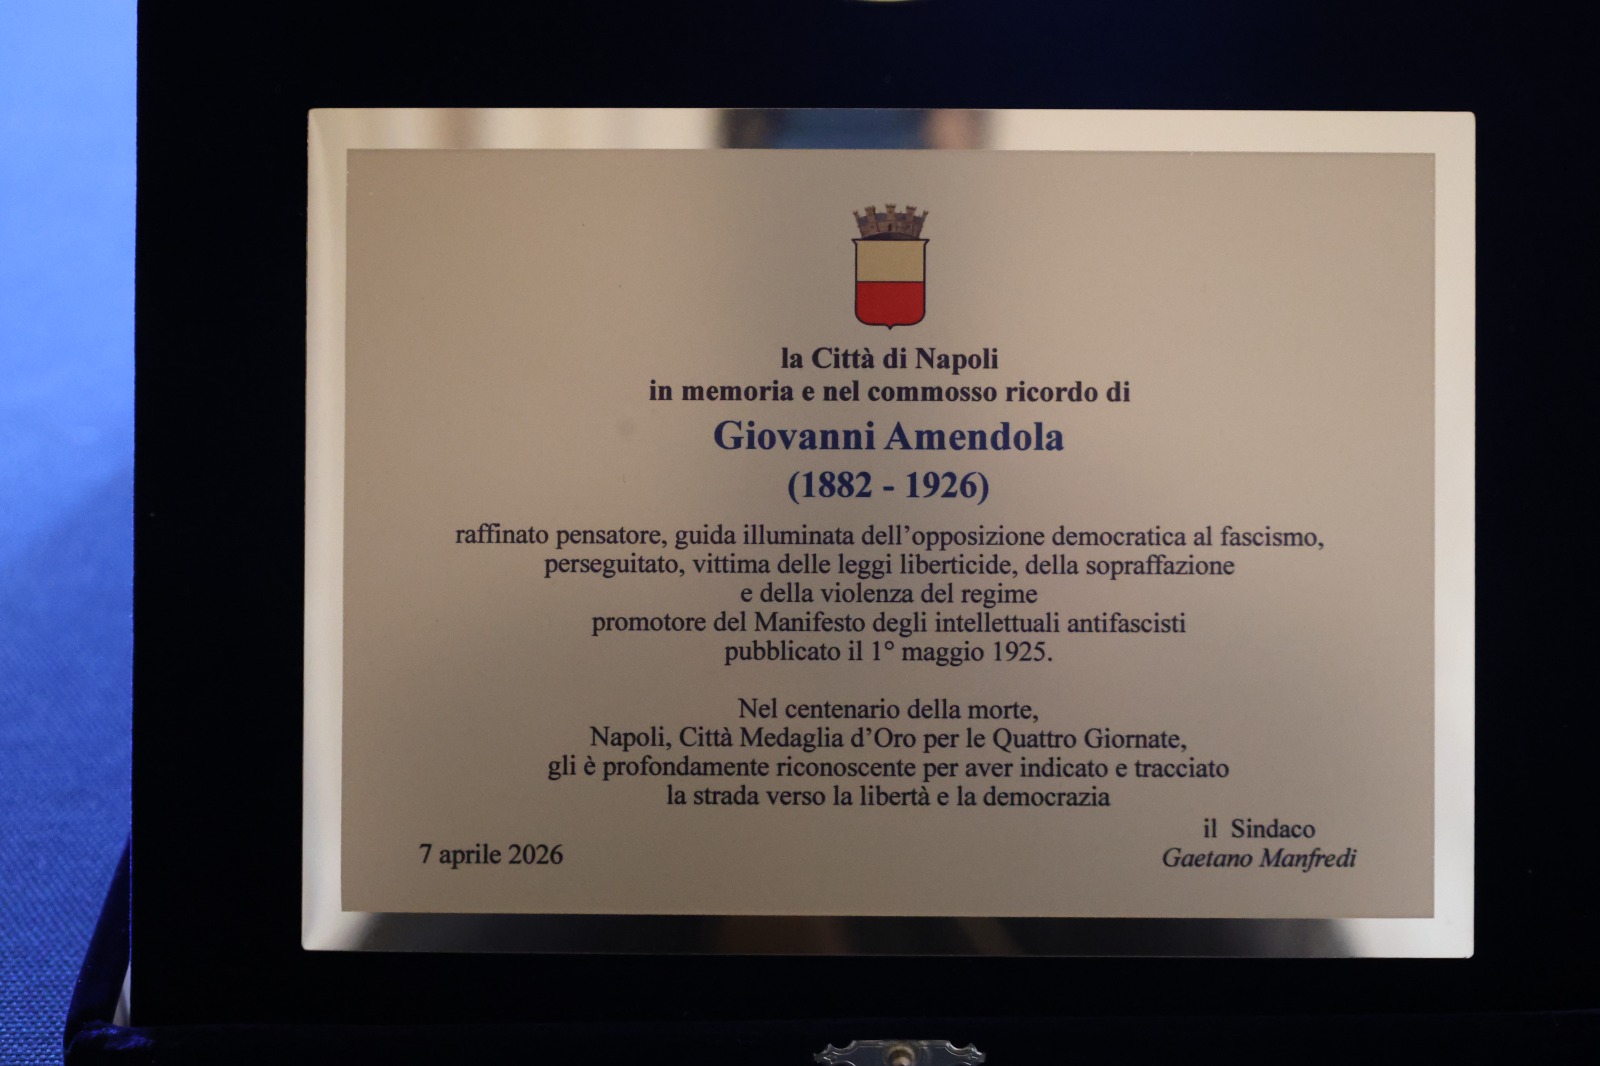 la Città di Napoli
in memoria e nel commosso ricordo di
Giovanni Amendola
(1882 - 1926)
raffinato pensatore, guida illuminata dell’opposizione democratica al fascismo,
perseguitato, vittima delle leggi liberticide, della sopraffazione
e della violenza del regime
promotore del Manifesto degli intellettuali antifascisti
pubblicato il 1° maggio 1925.
Nel centenario della morte,
Napoli, Città Medaglia d’Oro per le Quattro Giornate,
gli è profondamente riconoscente per aver indicato e tracciato
la strada verso la libertà e la democrazia
il Sindaco
7 aprile 2026
Gaetano Manfredi